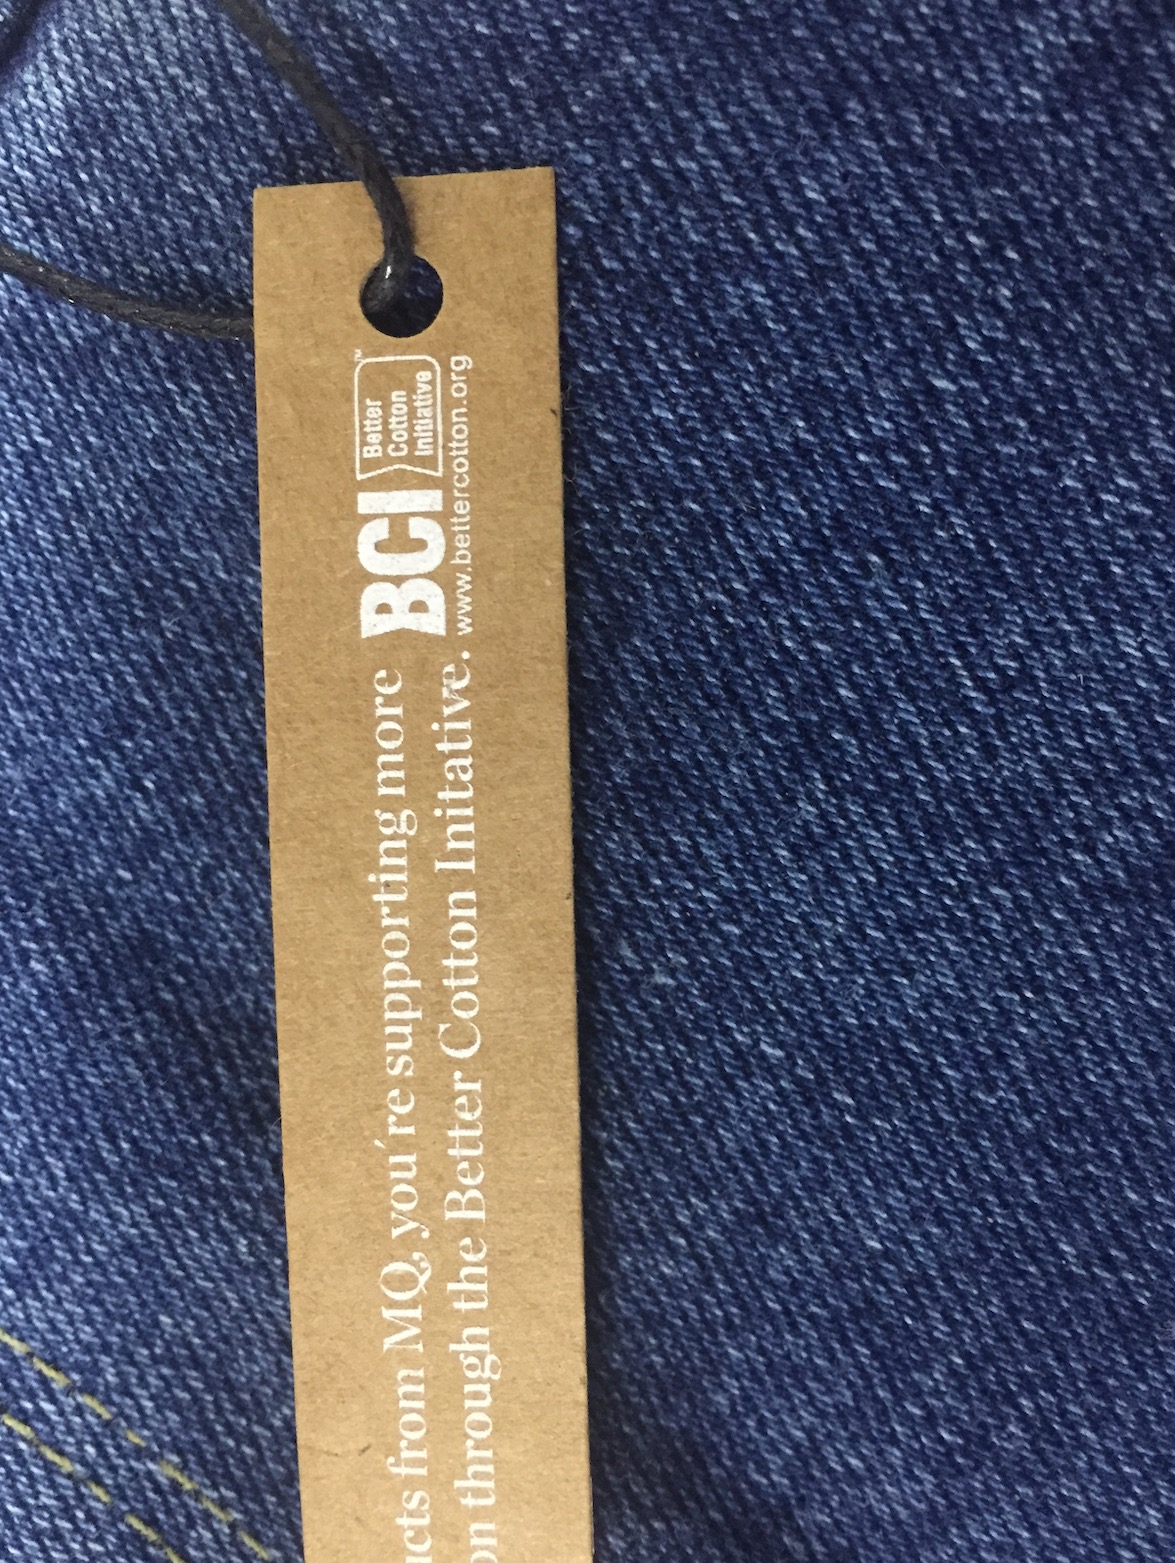 ucts from MQ, you're supporting more
on through the Better Cotton Initative.
BCI
Better
Cotton
Initiative
™
www.bettercotton.org